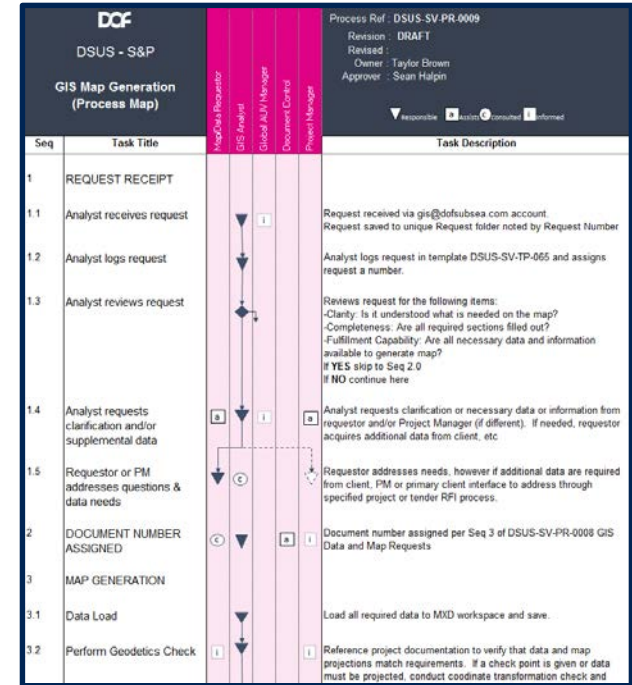 DOF
DSUS - S&P
GIS Map Generation
(Process Map)
Process Ref : DSUS-SV-PR-0009
Revision : DRAFT
Revised :
Owner : Taylor Brown
Approver : Sean Halpin
Responsible a Assists C Consulted i Informed
Map/Data Requestor
GIS Analyst
Global AUV Manager
Document Control
Project Manager
Seq Task Title Task Description
1 REQUEST RECEIPT
1.1 Analyst receives request i Request received via gis@dofsubsea.com account.
Request saved to unique Request folder noted by Request Number
1.2 Analyst logs request Analyst logs request in template DSUS-SV-TP-065 and assigns
request a number.
1.3 Analyst reviews request Reviews request for the following items:
-Clarity: Is it understood what is needed on the map?
-Completeness: Are all required sections filled out?
-Fulfillment Capability: Are all necessary data and information
available to generate map?
If YES skip to Seq 2.0
If NO continue here
1.4 Analyst requests a i a Analyst requests clarification or necessary data or information from
clarification and/or requestor and/or Project Manager (if different). If needed, requestor
supplemental data acquires additional data from client, etc
1.5 Requestor or PM c Requestor addresses needs, however if additional data are required
addresses questions & from client, PM or primary client interface to address through
data needs specified project or tender RFI process.
2 DOCUMENT NUMBER c a i Document number assigned per Seq 3 of DSUS-SV-PR-0008 GIS
ASSIGNED Data and Map Requests
3 MAP GENERATION
3.1 Data Load Load all required data to MXD workspace and save.
3.2 Perform Geodetics Check i i Reference project documentation to verify that data and map
projections match requirements. If a check point is given or data
must be projected, conduct coodinate transformation check and